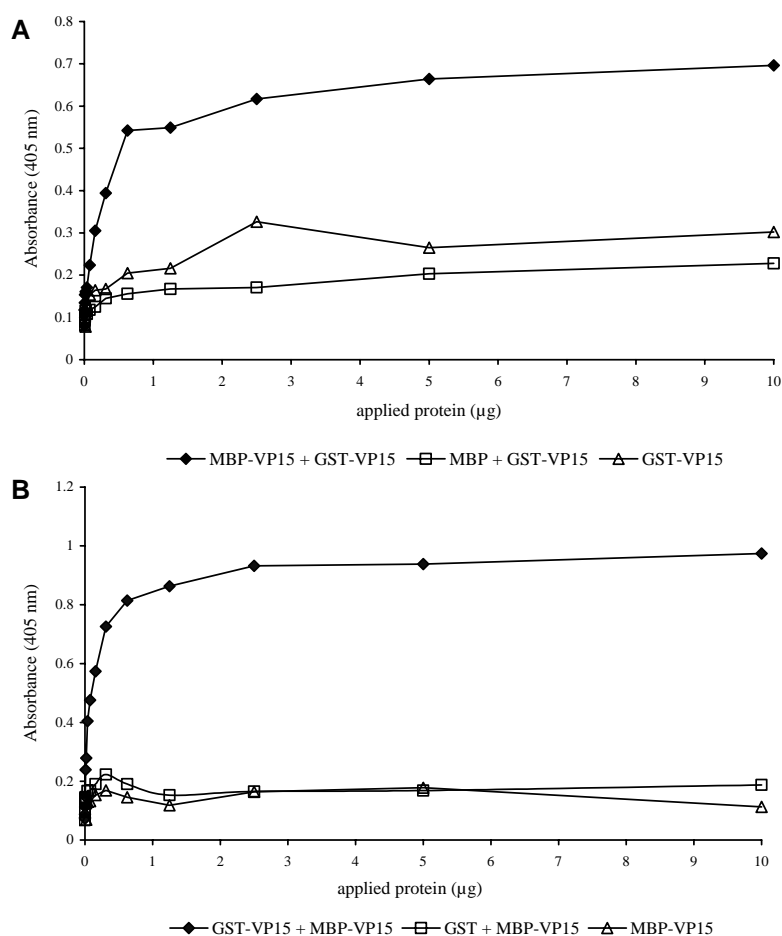 A
0.8
0.7
0.6
0.5
0.4
0.3
0.2
0.1
0
Absorbance (405 nm)
0 1 2 3 4 5 6 7 8 9 10
applied protein (µg)
MBP-VP15 + GST-VP15 MBP + GST-VP15 GST-VP15
B
1.2
1
0.8
0.6
0.4
0.2
0
Absorbance (405 nm)
0 1 2 3 4 5 6 7 8 9 10
applied protein (µg)
GST-VP15 + MBP-VP15 GST + MBP-VP15 MBP-VP15